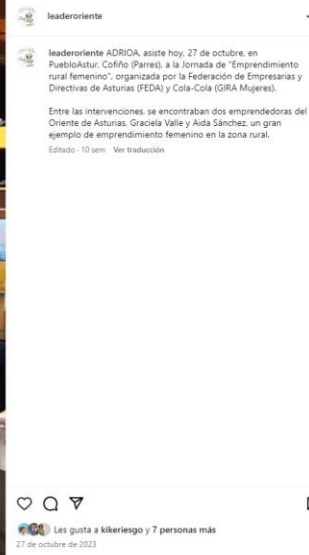 leaderoriente
leaderoriente ADRIOA, asiste hoy, 27 de octubre, en
PuebloAstur, Cofiño (Parres), a la Jornada de "Emprendimiento
rural femenino", organizada por la Federación de Empresarias y
Directivas de Asturias (FEDA) y Cola-Cola (GIRA Mujeres).
Entre las intervenciones, se encontraban dos emprendedoras del
Oriente de Asturias, Graciela Valle y Aida Sánchez, un gran
ejemplo de emprendimiento femenino en la zona rural.
Editado · 10 sem Ver traducción
Les gusta a kikeriesgo y 7 personas más
27 de octubre de 2023